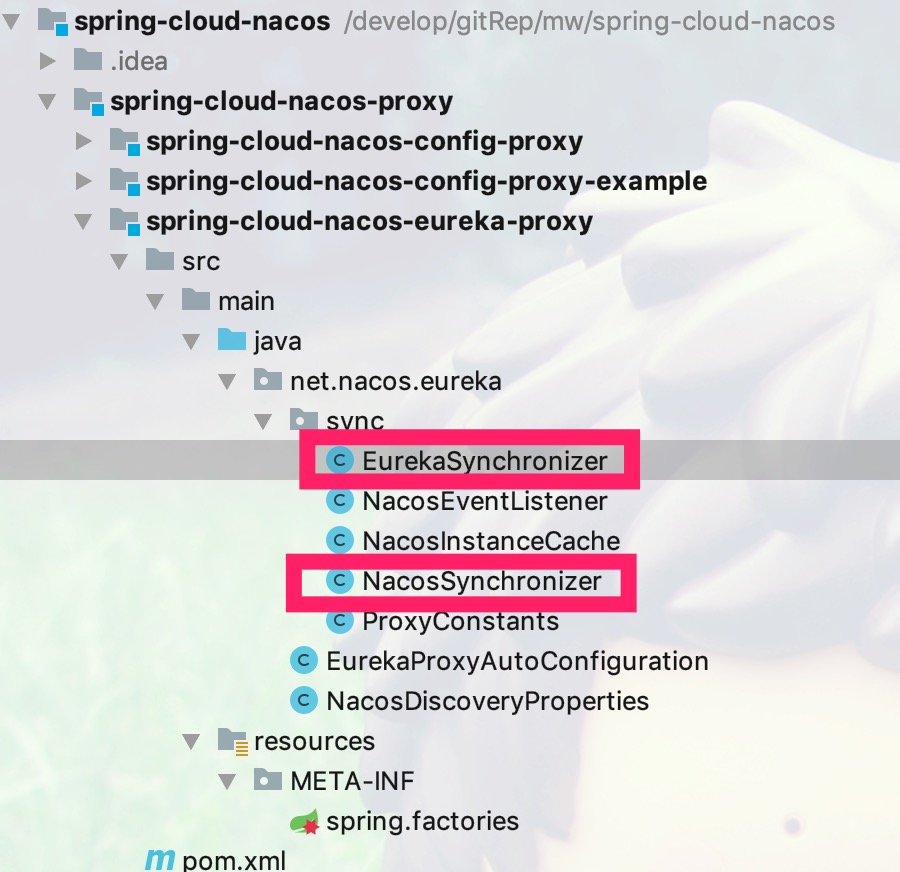 spring-cloud-nacos /develop/gitRep/mw/spring-cloud-nacos
.idea
spring-cloud-nacos-proxy
spring-cloud-nacos-config-proxy
spring-cloud-nacos-config-proxy-example
spring-cloud-nacos-eureka-proxy
src
main
java
net.nacos.eureka
sync
C EurekaSynchronizer
C NacosEventListener
C NacosInstanceCache
C NacosSynchronizer
C ProxyConstants
C EurekaProxyAutoConfiguration
C NacosDiscoveryProperties
resources
META-INF
spring.factories
m pom.xml